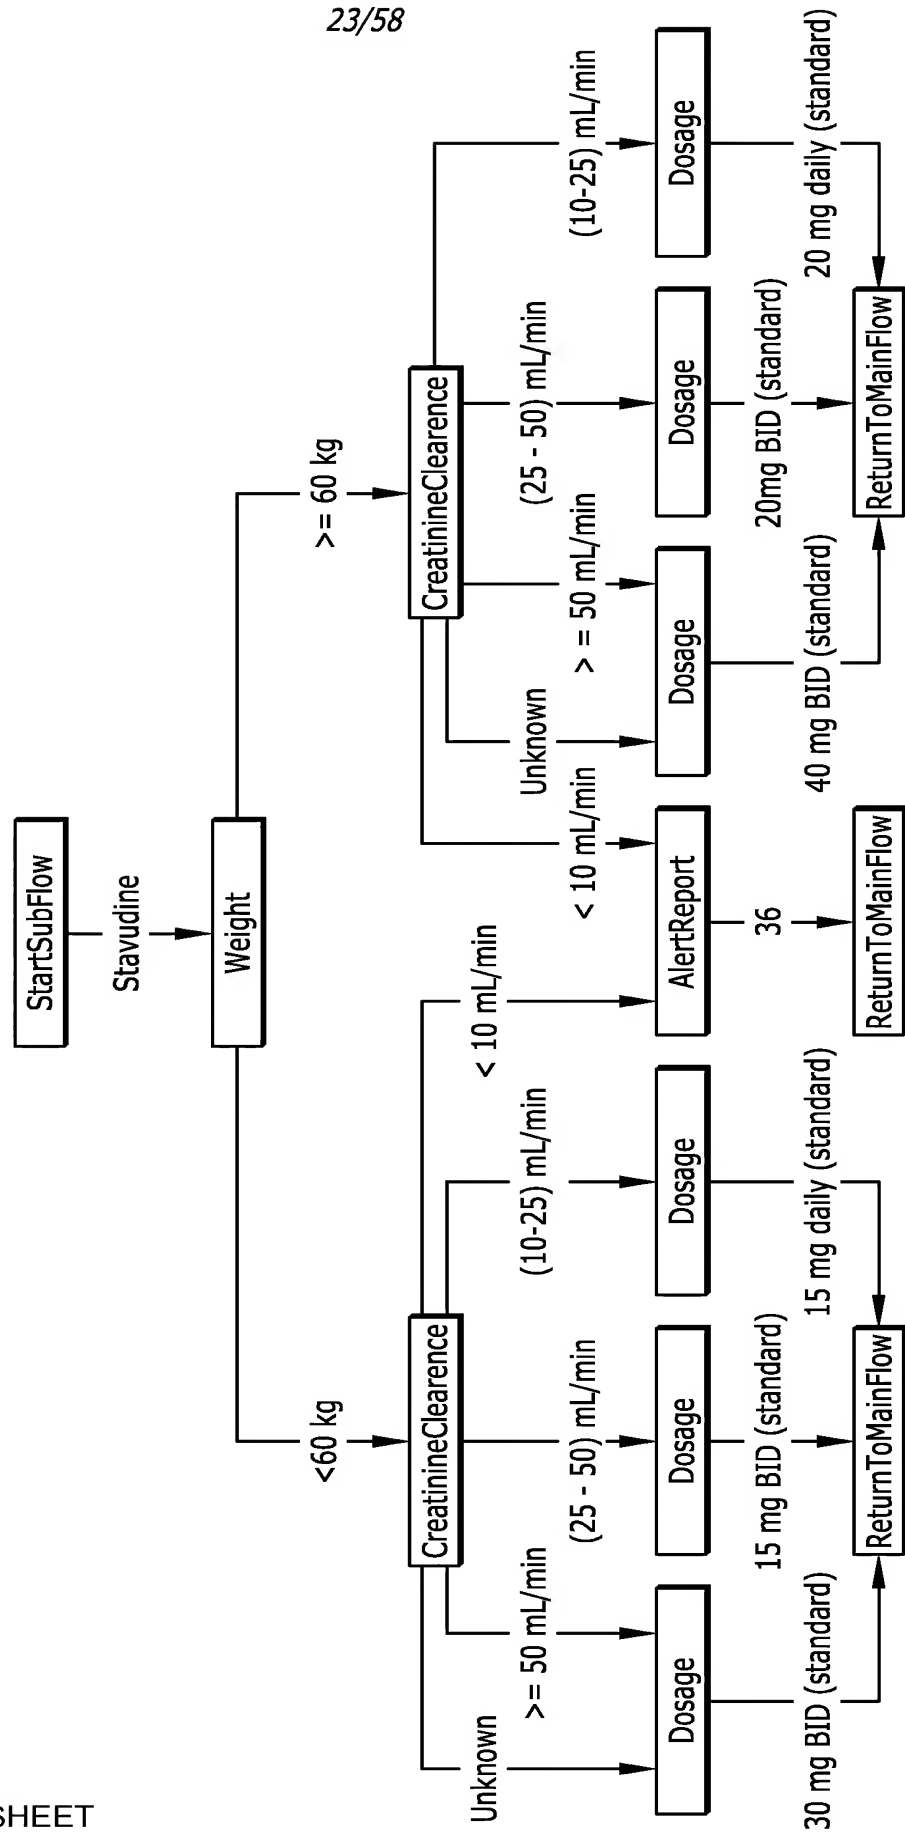 23/58
StartSubFlow
Stavudine
Weight
<60 kg
>= 60 kg
CreatinineClearence
CreatinineClearence
Unknown
>= 50 mL/min
(25 - 50) mL/min
(10-25) mL/min
< 10 mL/min
< 10 mL/min
Unknown
> = 50 mL/min
(25 - 50) mL/min
(10-25) mL/min
Dosage
Dosage
Dosage
AlertReport
Dosage
Dosage
Dosage
30 mg BID (standard)
15 mg BID (standard)
15 mg daily (standard)
36
40 mg BID (standard)
20mg BID (standard)
20 mg daily (standard)
ReturnToMainFlow
ReturnToMainFlow
ReturnToMainFlow
SHEET